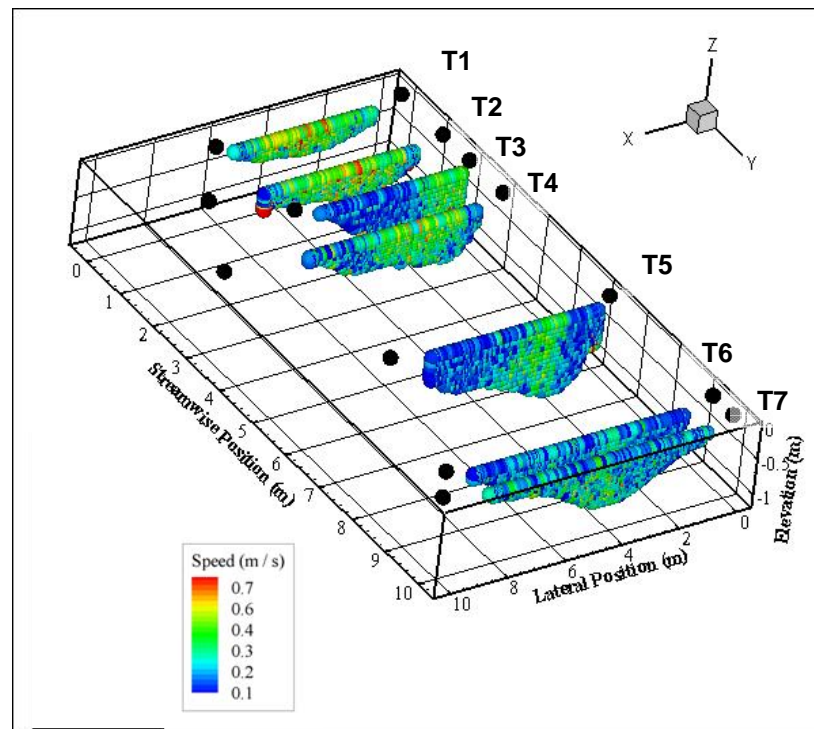 T1
T2
T3
T4
T5
T6
T7
Z
X
Y
0
1
2
3
4
5
6
7
8
9
10
Streamwise Position (m)
10
8
6
4
2
0
Lateral Position (m)
0
-0.5
-1
Elevation (m)
Speed (m / s)
0.7
0.6
0.4
0.2
0.1